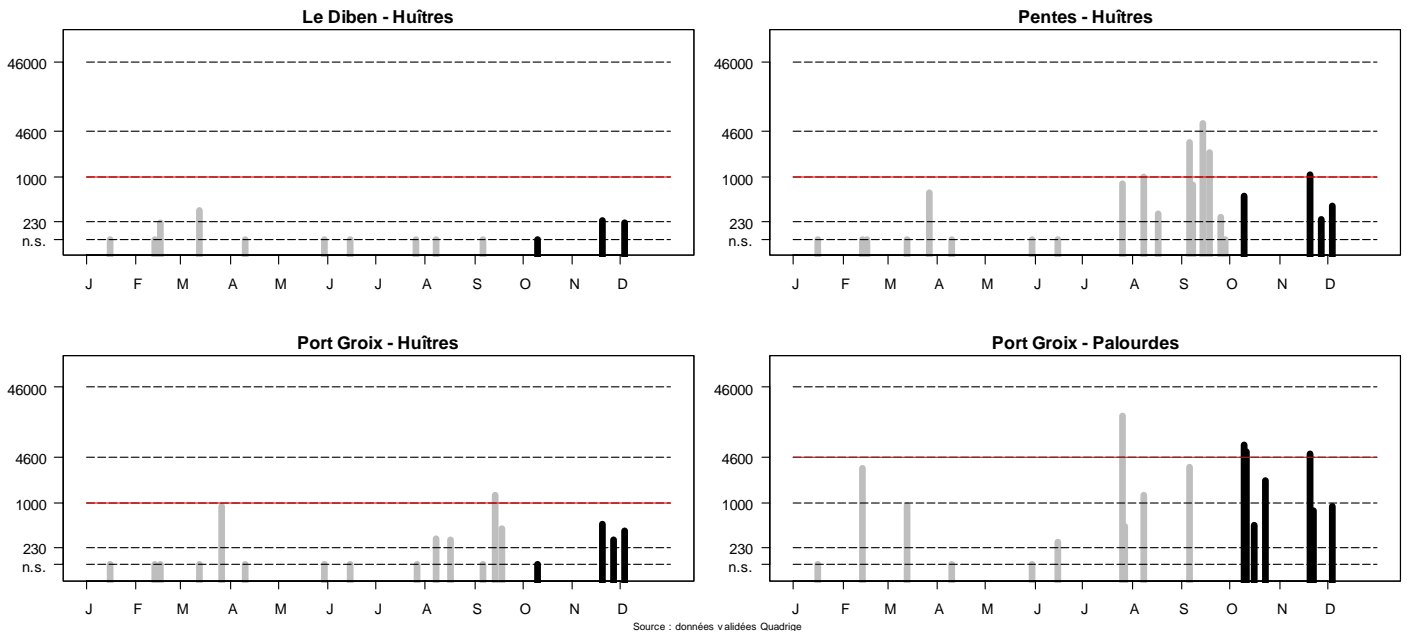 Le Diben - Huîtres
46000
4600
1000
230
n.s.
J F M A M J J A S O N D
Pentes - Huîtres
46000
4600
1000
230
n.s.
J F M A M J J A S O N D
Port Groix - Huîtres
46000
4600
1000
230
n.s.
J F M A M J J A S O N D
Port Groix - Palourdes
46000
4600
1000
230
n.s.
J F M A M J J A S O N D
Source : données validées Quadrige